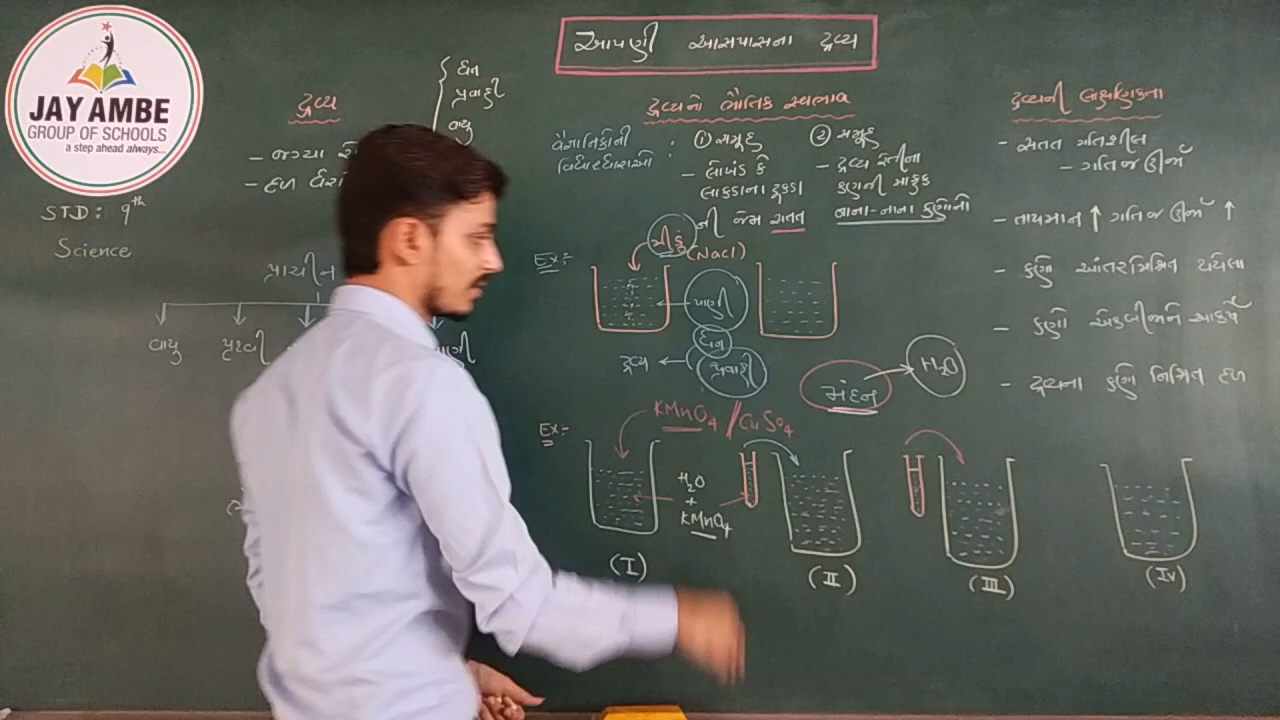 JAY AMBE
GROUP OF SCHOOLS
a step ahead always...
STD: 9th
Science
આપણી આસપાસના દ્રવ્ય
દ્રવ્ય
ઘન
પ્રવાહી
વાયુ
- જગ્યા
- દળ
પ્રાચીન
વાયુ
પૃથ્વી
દ્રવ્યનો ભૌતિક સ્વભાવ
વૈજ્ઞાનિકોની
વિચારધારાઓ :
① સમૂહ
- લોખંડ કે
લાકડાના ટુકડા
ની જેમ સતત
② સમૂહ
- દ્રવ્ય રેતીના
કણની માફક
નાના-નાના કણોનો
Ex:-
મીઠું (Nacl)
પાણી
ઘન
દ્રવ્ય
પ્રવાહી
મંદન
H2O
Ex:-
KMnO4 // CuSo4
H2O
+
KMnO4
(I)
(II)
(III)
(IV)
દ્રવ્યની લાક્ષણિકતા
- સતત ગતિશીલ
- ગતિજ ઊર્જા
- તાપમાન ↑ ગતિજ ઊર્જા ↑
- કણો આંતરમિશ્રિત થયેલા
- કણો એકબીજાને આકર્ષે
- દ્રવ્યના કણો નિશ્ચિત દળ